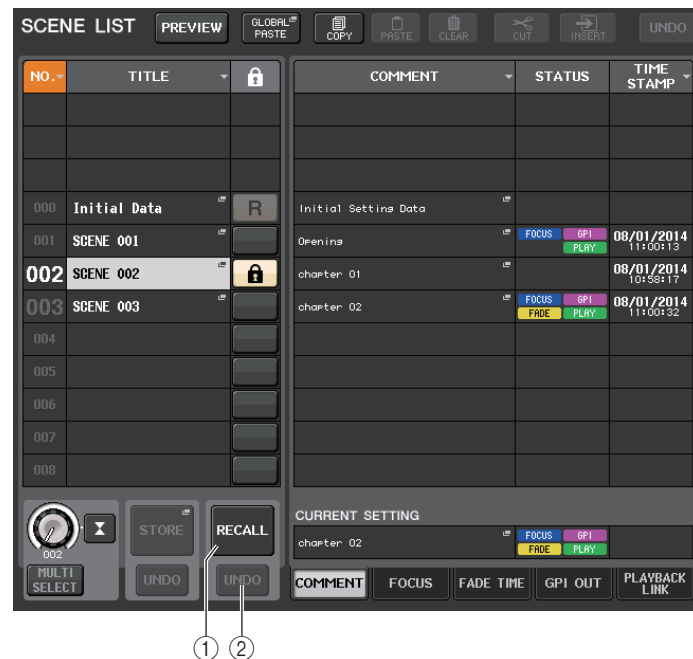 SCENE LIST PREVIEW GLOBAL PASTE COPY PASTE CLEAR CUT INSERT UNDO
NO. TITLE COMMENT STATUS TIME STAMP
000 Initial Data R Initial Setting Data
001 SCENE 001 Opening FOCUS GPI PLAY 08/01/2014 11:00:13
002 SCENE 002 chapter 01 08/01/2014 10:58:17
003 SCENE 003 chapter 02 FOCUS GPI FADE PLAY 08/01/2014 11:00:32
004
005
006
007
008
CURRENT SETTING
002 STORE RECALL chapter 02 FOCUS GPI FADE PLAY
MULTI SELECT UNDO UNDO COMMENT FOCUS FADE TIME GPI OUT PLAYBACK LINK
① ②